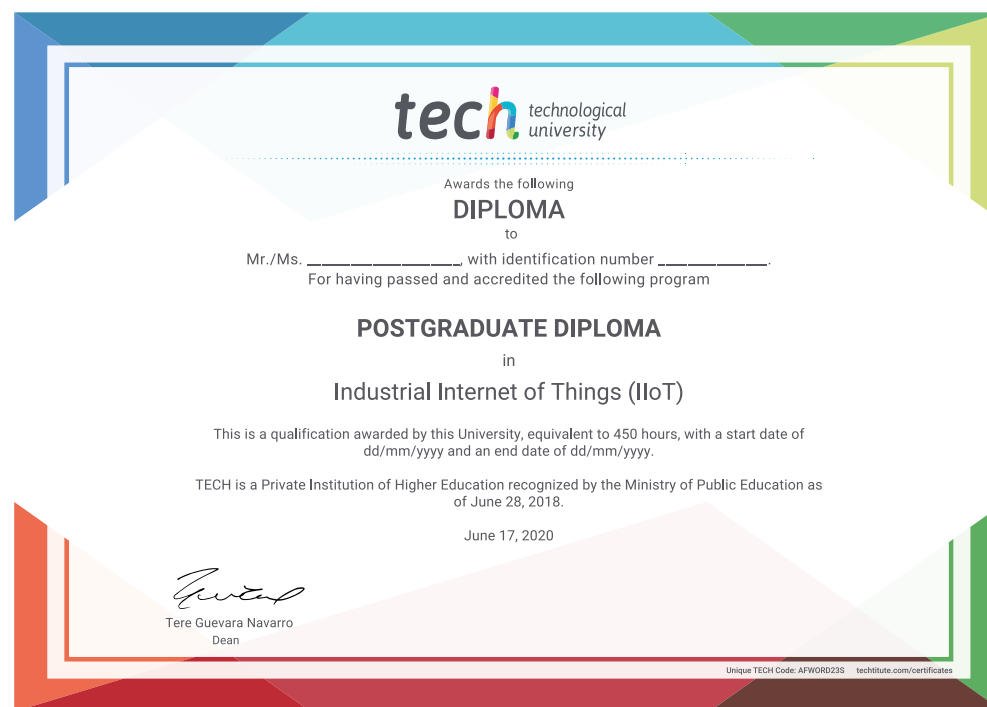 tech technological
university
Awards the following
DIPLOMA
to
Mr./Ms. ____________________, with identification number ______________.
For having passed and accredited the following program
POSTGRADUATE DIPLOMA
in
Industrial Internet of Things (IIoT)
This is a qualification awarded by this University, equivalent to 450 hours, with a start date of
dd/mm/yyyy and an end date of dd/mm/yyyy.
TECH is a Private Institution of Higher Education recognized by the Ministry of Public Education as
of June 28, 2018.
June 17, 2020
Tere Guevara Navarro
Dean
Unique TECH Code: AFWORD23S techtitute.com/certificates